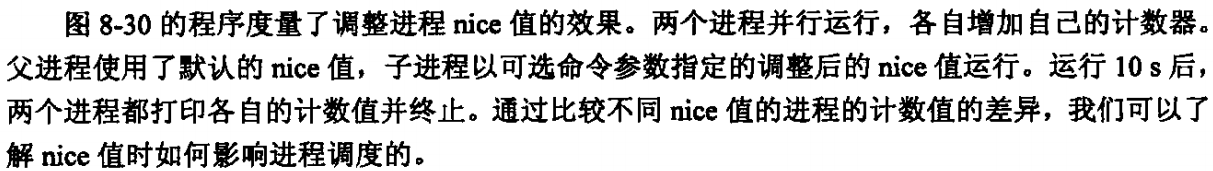 图 8-30 的程序度量了调整进程 nice 值的效果。两个进程并行运行，各自增加自己的计数器。
父进程使用了默认的 nice 值，子进程以可选命令参数指定的调整后的 nice 值运行。运行 10 s 后，
两个进程都打印各自的计数值并终止。通过比较不同 nice 值的进程的计数值的差异，我们可以了
解 nice 值时如何影响进程调度的。